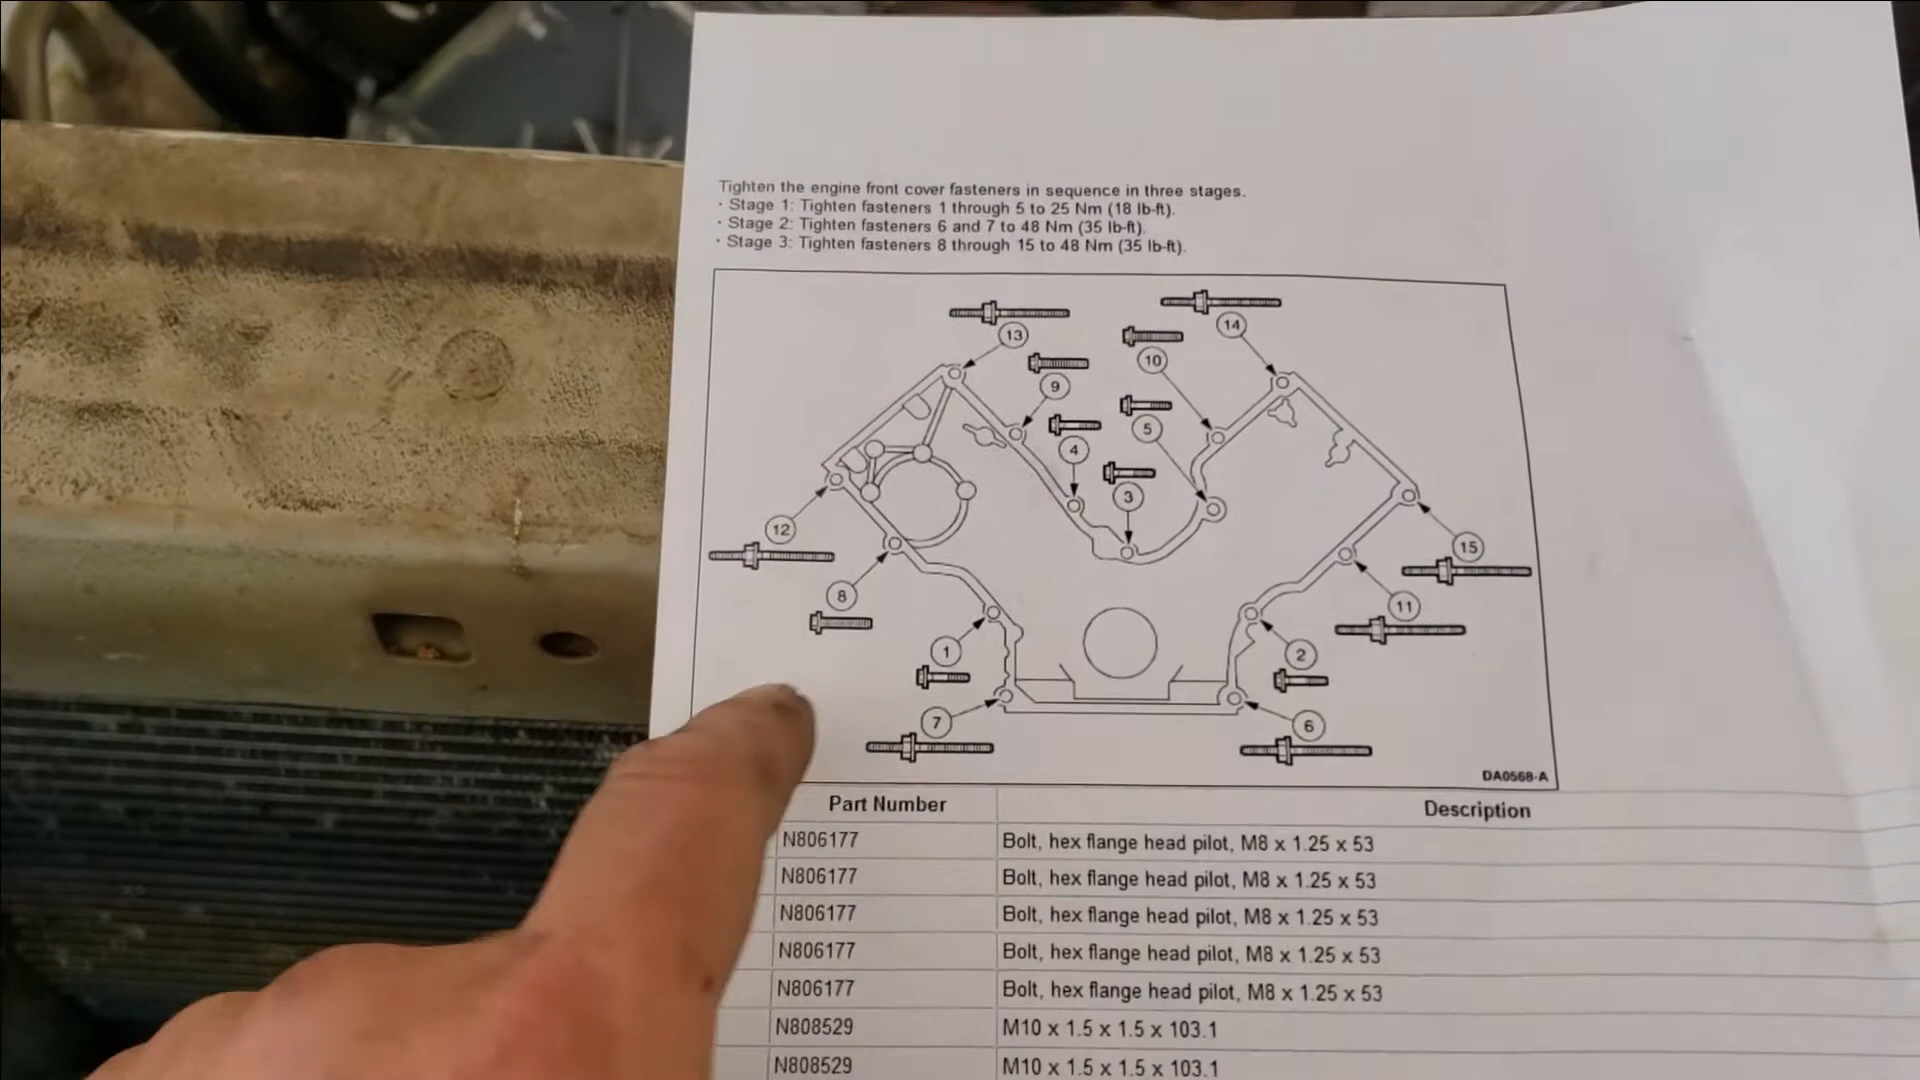 Tighten the engine front cover fasteners in sequence in three stages.
· Stage 1: Tighten fasteners 1 through 5 to 25 Nm (18 lb-ft).
· Stage 2: Tighten fasteners 6 and 7 to 48 Nm (35 lb-ft).
· Stage 3: Tighten fasteners 8 through 15 to 48 Nm (35 lb-ft).
14
13
10
9
5
4
3
12
15
8
11
1
2
7
6
DA0568-A
Part Number Description
N806177 Bolt, hex flange head pilot, M8 x 1.25 x 53
N806177 Bolt, hex flange head pilot, M8 x 1.25 x 53
N806177 Bolt, hex flange head pilot, M8 x 1.25 x 53
N806177 Bolt, hex flange head pilot, M8 x 1.25 x 53
N806177 Bolt, hex flange head pilot, M8 x 1.25 x 53
N808529 M10 x 1.5 x 1.5 x 103.1
N808529 M10 x 1.5 x 1.5 x 103.1